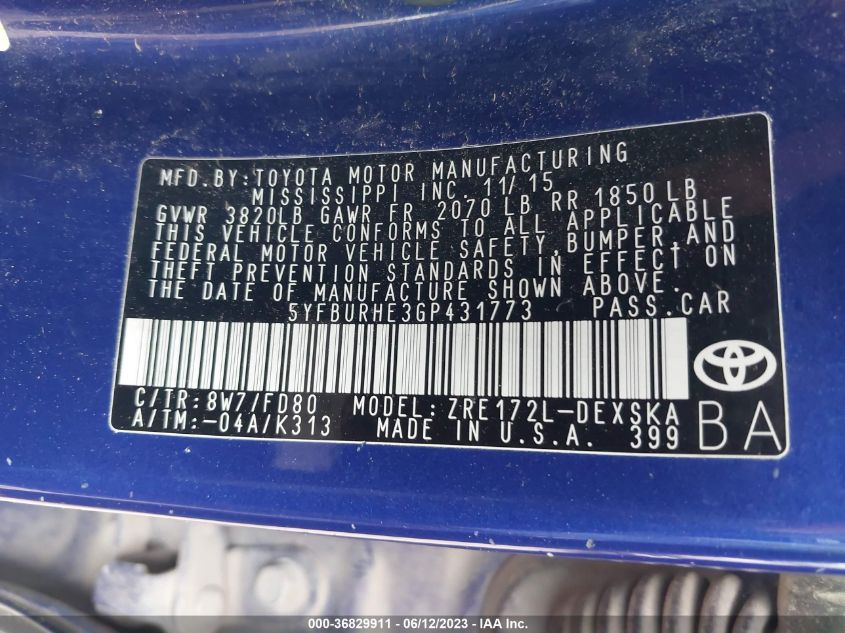 MFD.BY:TOYOTA MOTOR MANUFACTURING
MISSISSIPPI INC 11/15
GVWR 3820LB GAWR FR 2070 LB RR 1850 LB
THIS VEHICLE CONFORMS TO ALL APPLICABLE
FEDERAL MOTOR VEHICLE SAFETY,BUMPER,AND
THEFT PREVENTION STANDARDS IN EFFECT ON
THE DATE OF MANUFACTURE SHOWN ABOVE.
5YFBURHE3GP431773 PASS.CAR
C/TR:8W7/FD80 MODEL:ZRE172L-DEXSKA
A/TM:-04A/K313 MADE IN U.S.A. 399
BA
000-36829911 - 06/12/2023 - IAAI.com